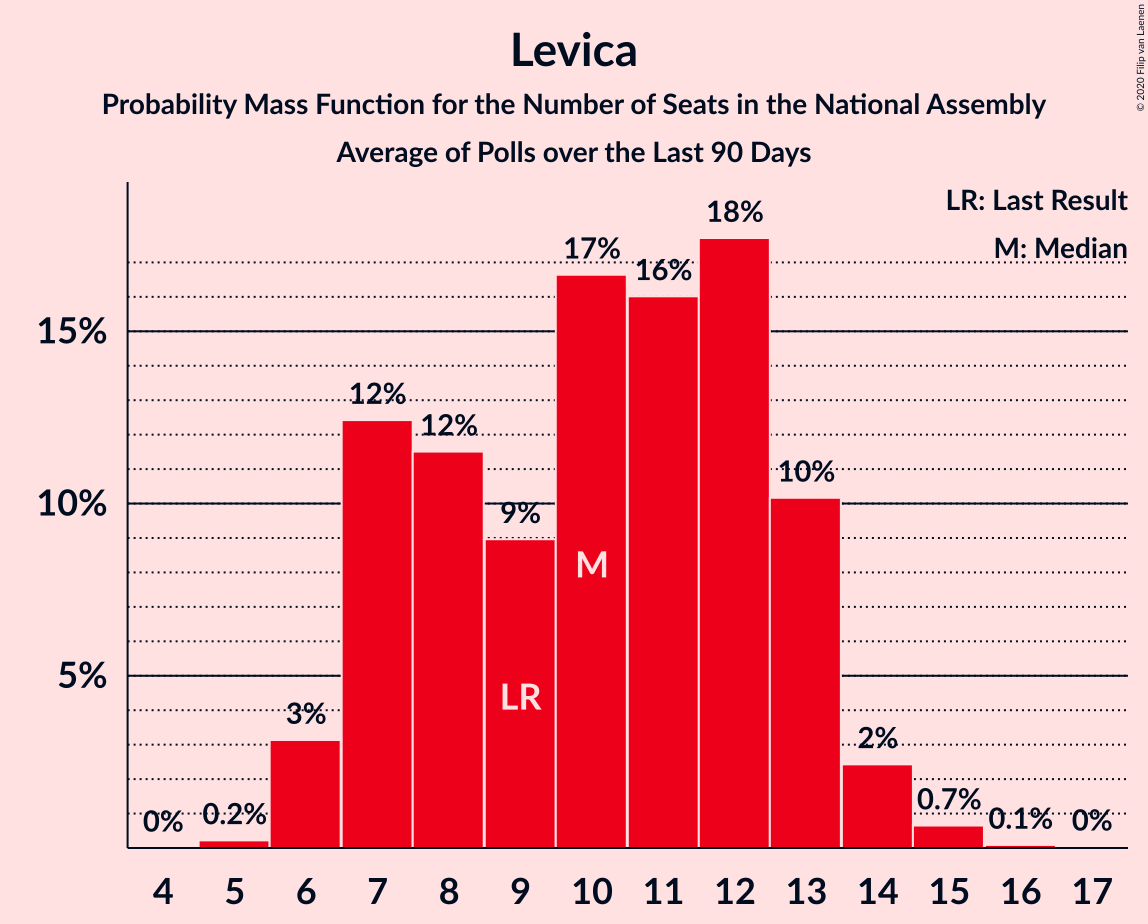 Levica
Probability Mass Function for the Number of Seats in the National Assembly
Average of Polls over the Last 90 Days
© 2020 Filip van Laenen
LR: Last Result
M: Median
15%
10%
5%
0%
0.2%
3%
12%
12%
9%
17%
16%
18%
10%
2%
0.7%
0.1%
0%
M
LR
4 5 6 7 8 9 10 11 12 13 14 15 16 17